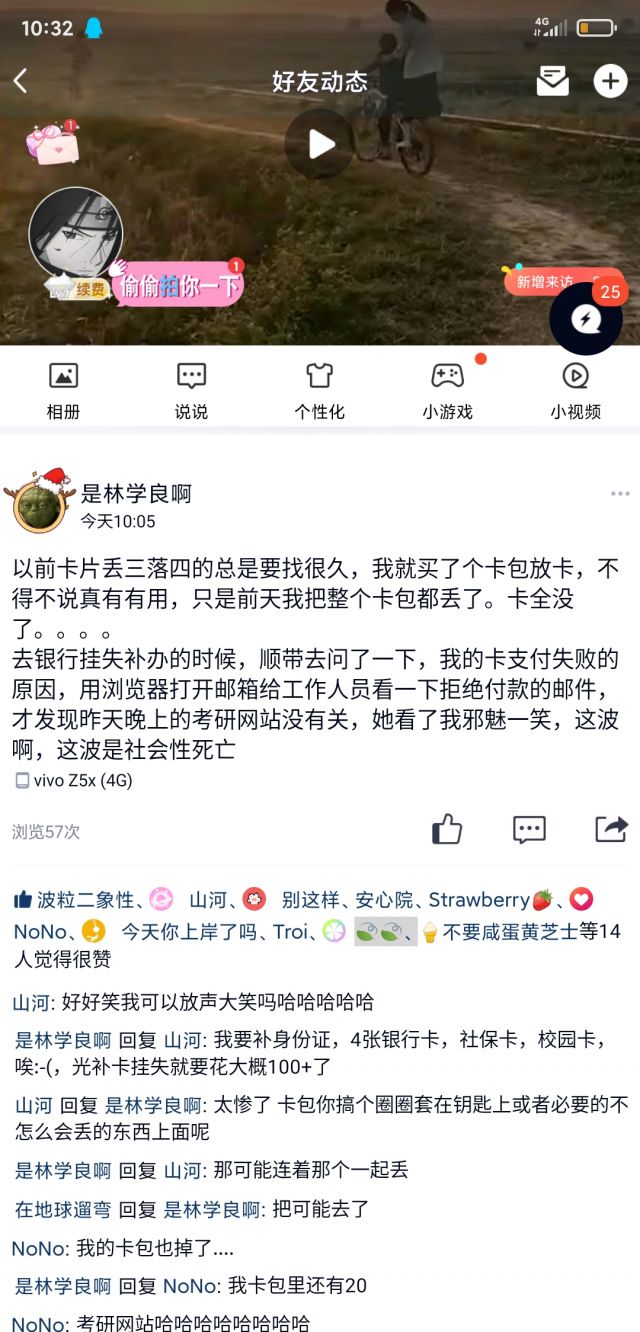 10:32
4G
好友动态
1
LV7 续费
偷偷拍你一下
1
新增来访
25
相册
说说
个性化
小游戏
小视频
是林学良啊
今天10:05
以前卡片丢三落四的总是要找很久，我就买了个卡包放卡，不
得不说真有有用，只是前天我把整个卡包都丢了。卡全没
了。。。。
去银行挂失补办的时候，顺带去问了一下，我的卡支付失败的
原因，用浏览器打开邮箱给工作人员看一下拒绝付款的邮件，
才发现昨天晚上的考研网站没有关，她看了我邪魅一笑，这波
啊，这波是社会性死亡
vivo Z5x (4G)
浏览57次
波粒二象性、 山河、 别这样、安心院、Strawberry🍓、
NoNo、 今天你上岸了吗、Troi、 🍃🍃、🍦不要咸蛋黄芝士等14
人觉得很赞
山河: 好好笑我可以放声大笑吗哈哈哈哈哈
是林学良啊 回复 山河: 我要补身份证，4张银行卡，社保卡，校园卡，
唉:-(，光补卡挂失就要花大概100+了
山河 回复 是林学良啊: 太惨了 卡包你搞个圈圈套在钥匙上或者必要的不
怎么会丢的东西上面呢
是林学良啊 回复 山河: 那可能连着那个一起丢
在地球遛弯 回复 是林学良啊: 把可能去了
NoNo: 我的卡包也掉了....
是林学良啊 回复 NoNo: 我卡包里还有20
NoNo: 考研网站哈哈哈哈哈哈哈哈